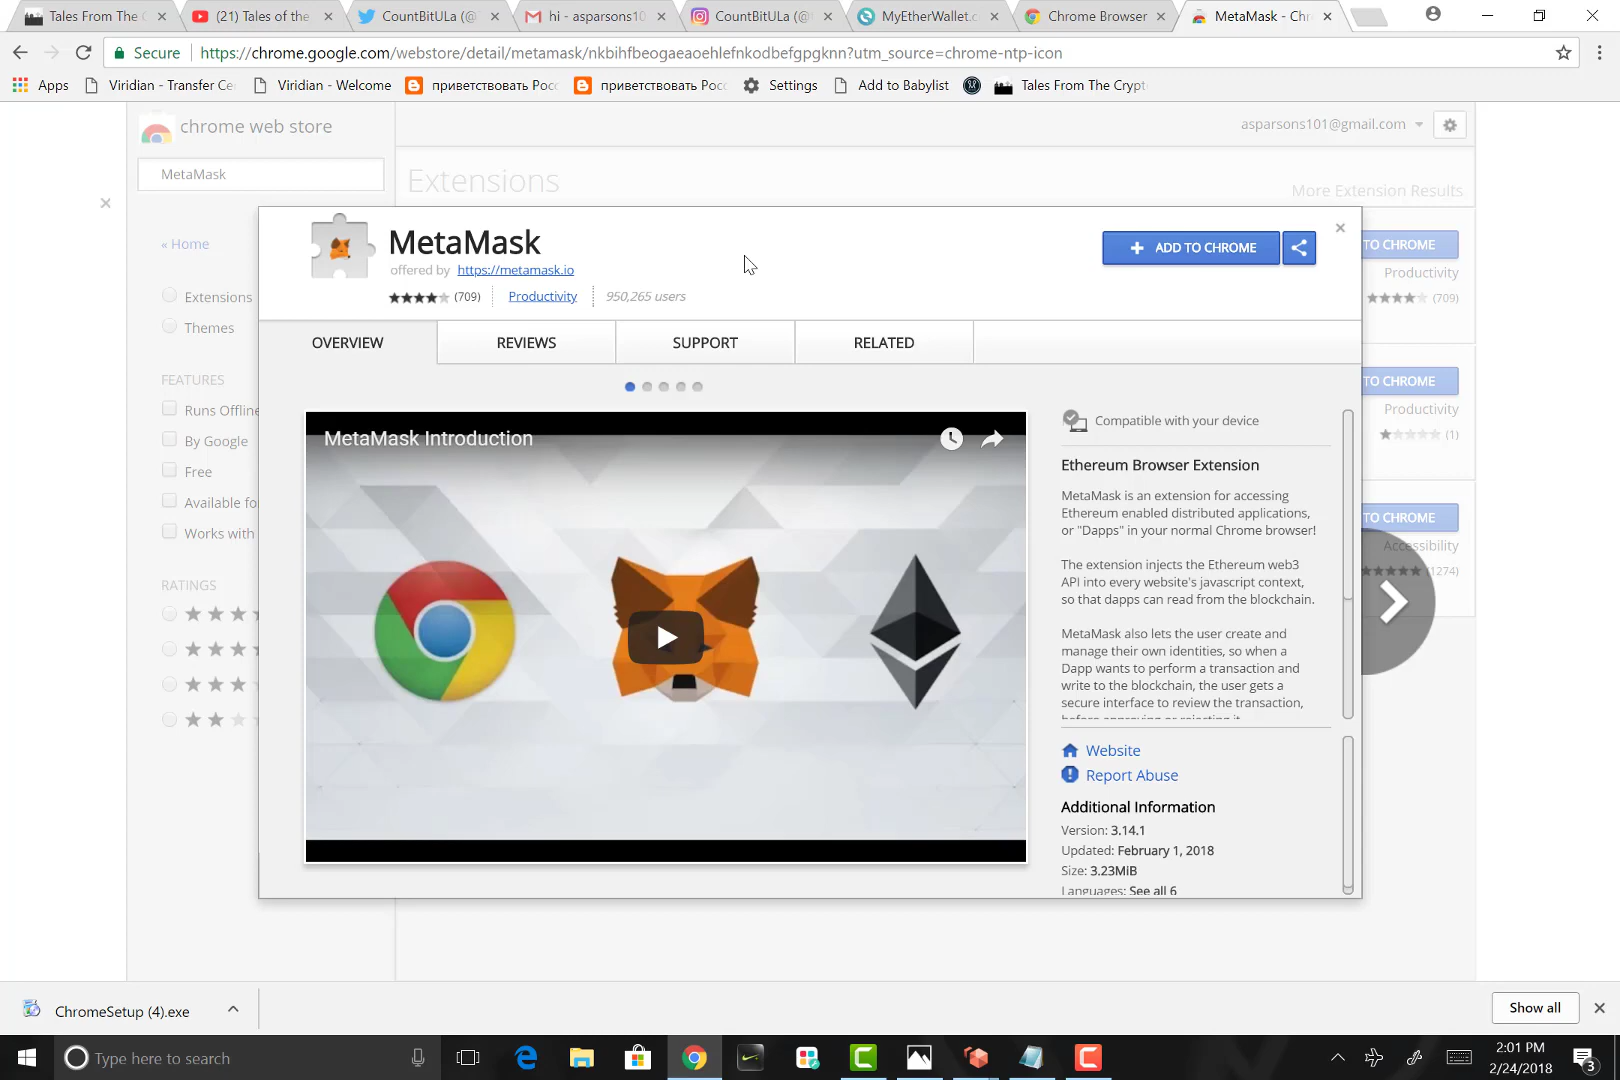 Tales From The C
(21) Tales of the
CountBitULa (@
hi - asparsons10
CountBitULa (@
MyEtherWallet.c
Chrome Browser
MetaMask - Chr
Secure
https://chrome.google.com/webstore/detail/metamask/nkbihfbeogaeaoehlefnkodbefgpgknn?utm_source=chrome-ntp-icon
Apps
Viridian - Transfer Ce
Viridian - Welcome
приветствовать Росс
приветствовать Росс
Settings
Add to Babylist
Tales From The Crypt
chrome web store
asparsons101@gmail.com
MetaMask
Extensions
More Extension Results
« Home
Extensions
Themes
FEATURES
Runs Offline
By Google
Free
Available fo
Works with
RATINGS
MetaMask
offered by https://metamask.io
(709)
Productivity
950,265 users
ADD TO CHROME
OVERVIEW
REVIEWS
SUPPORT
RELATED
MetaMask Introduction
Compatible with your device
Ethereum Browser Extension
MetaMask is an extension for accessing
Ethereum enabled distributed applications,
or "Dapps" in your normal Chrome browser!
The extension injects the Ethereum web3
API into every website's javascript context,
so that dapps can read from the blockchain.
MetaMask also lets the user create and
manage their own identities, so when a
Dapp wants to perform a transaction and
write to the blockchain, the user gets a
secure interface to review the transaction,
before approving or rejecting it.
Website
Report Abuse
Additional Information
Version: 3.14.1
Updated: February 1, 2018
Size: 3.23MiB
Languages: See all 6
TO CHROME
Productivity
(709)
TO CHROME
Productivity
(1)
TO CHROME
Accessibility
(1274)
ChromeSetup (4).exe
Show all
Type here to search
2:01 PM
2/24/2018
3